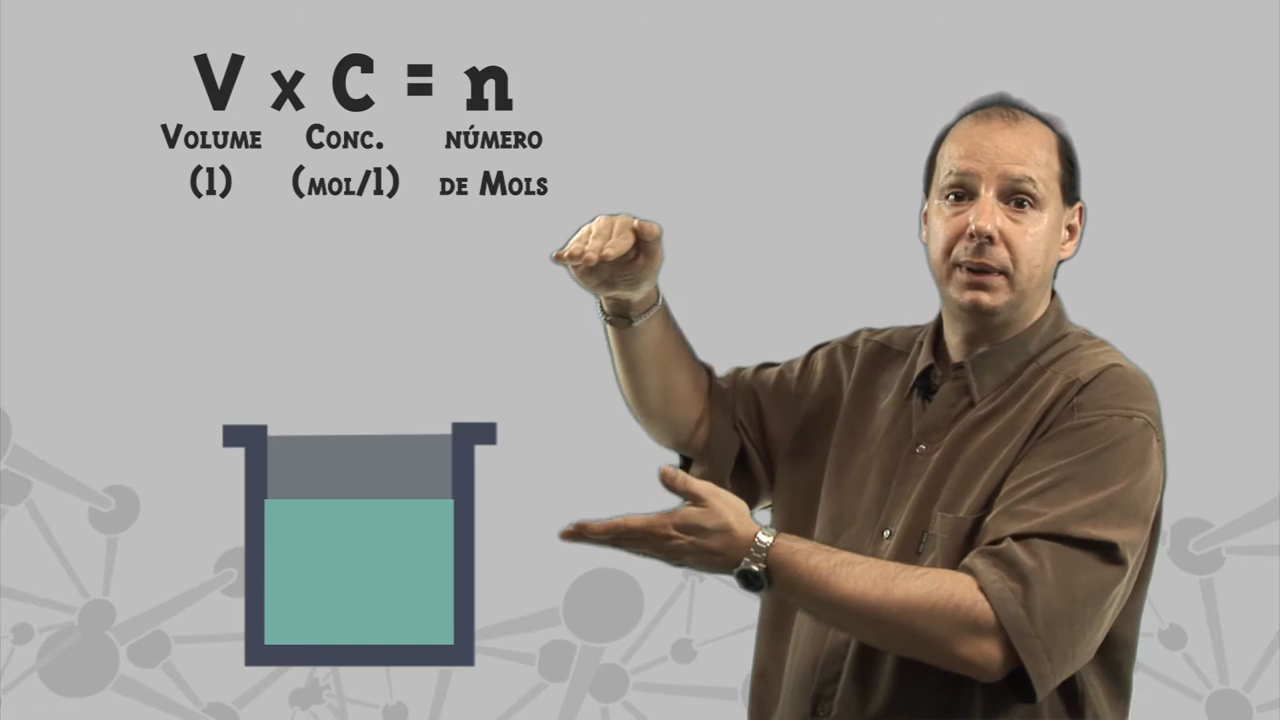 V x C = n
Volume Conc. número
(l) (mol/l) de Mols